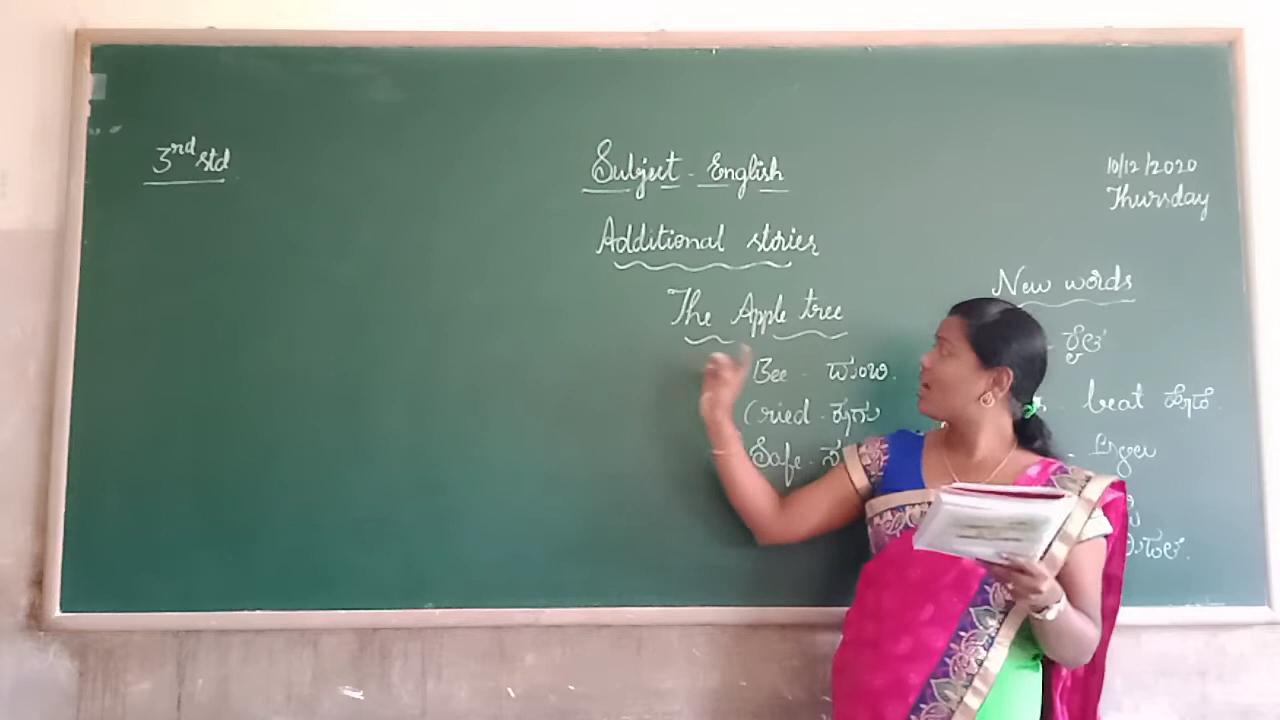 3rd std
Subject - English
10/12/2020
Thursday
Additional stories
New words
The Apple tree
Bee - ದುಂಬಿ.
Cried - ಕೂಗು
beat ಹೊಡೆ.
Safe - ಸ